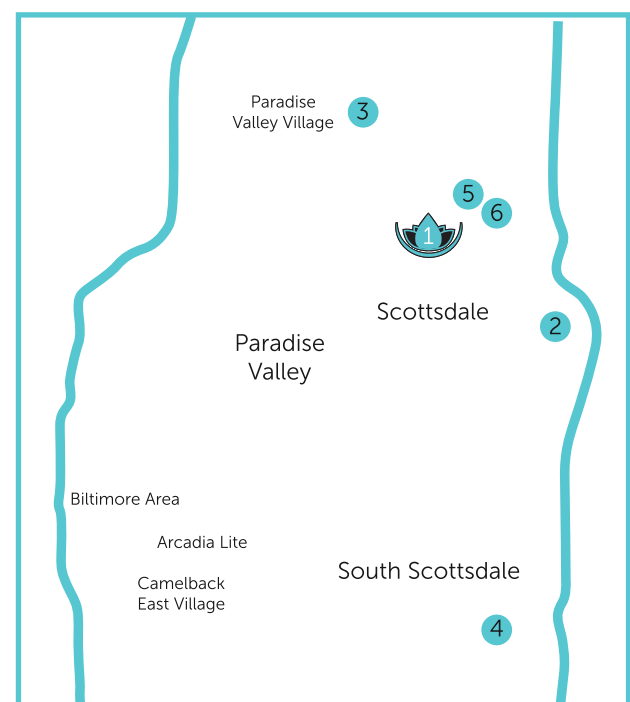 Paradise
Valley Village
3
5
6
1
Scottsdale
2
Paradise
Valley
Biltmore Area
Arcadia Lite
Camelback
East Village
South Scottsdale
4